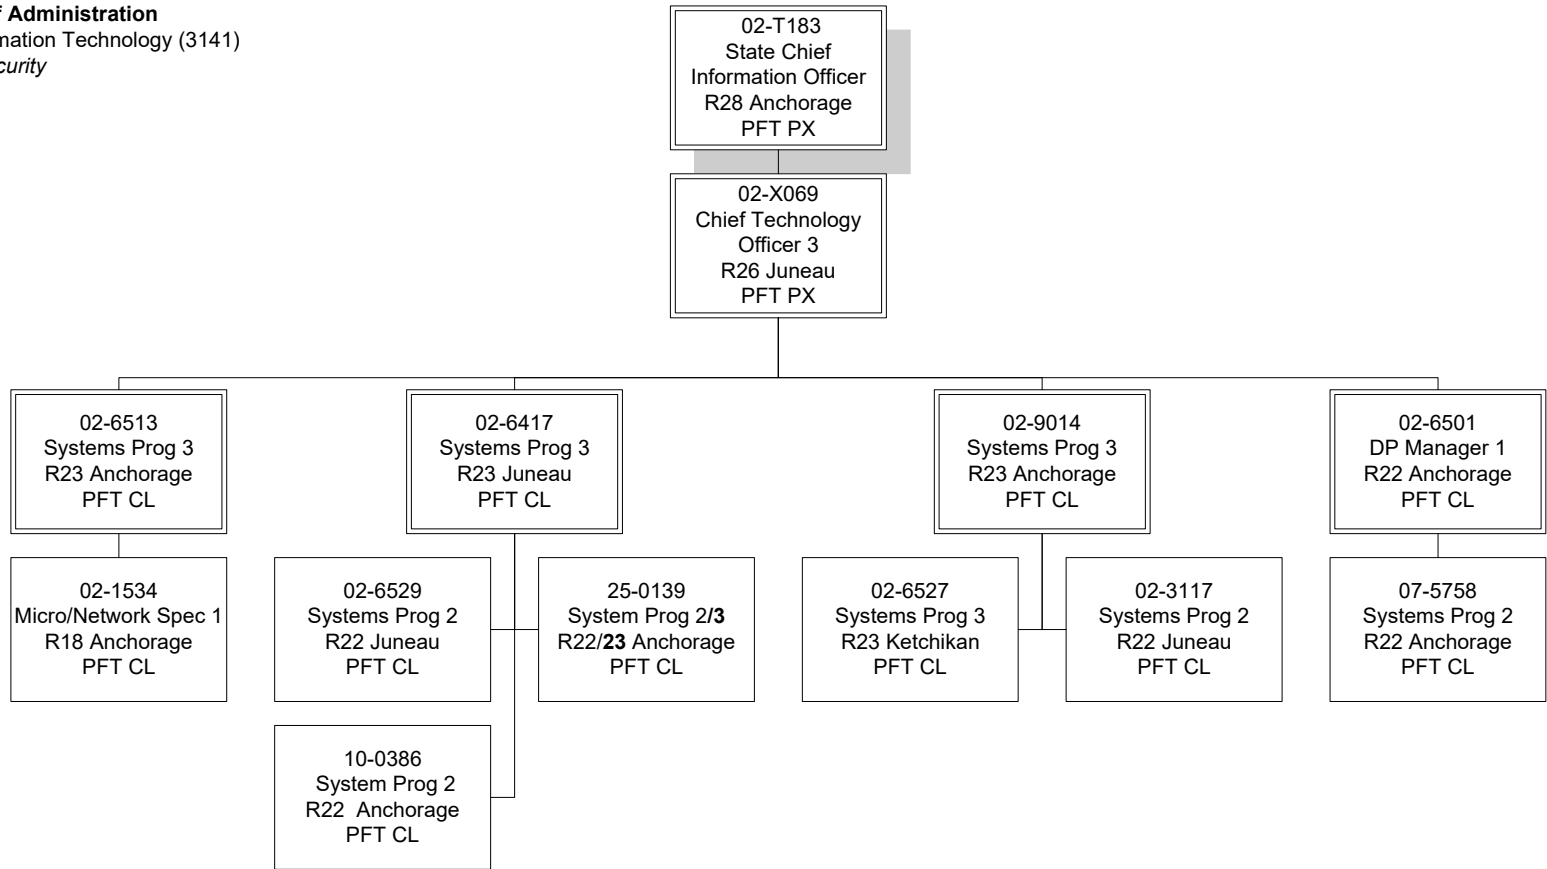 f Administration
mation Technology (3141)
curity
02-T183
State Chief
Information Officer
R28 Anchorage
PFT PX
02-X069
Chief Technology
Officer 3
R26 Juneau
PFT PX
02-6513
Systems Prog 3
R23 Anchorage
PFT CL
02-6417
Systems Prog 3
R23 Juneau
PFT CL
02-9014
Systems Prog 3
R23 Anchorage
PFT CL
02-6501
DP Manager 1
R22 Anchorage
PFT CL
02-1534
Micro/Network Spec 1
R18 Anchorage
PFT CL
02-6529
Systems Prog 2
R22 Juneau
PFT CL
25-0139
System Prog 2/3
R22/23 Anchorage
PFT CL
02-6527
Systems Prog 3
R23 Ketchikan
PFT CL
02-3117
Systems Prog 2
R22 Juneau
PFT CL
07-5758
Systems Prog 2
R22 Anchorage
PFT CL
10-0386
System Prog 2
R22  Anchorage
PFT CL